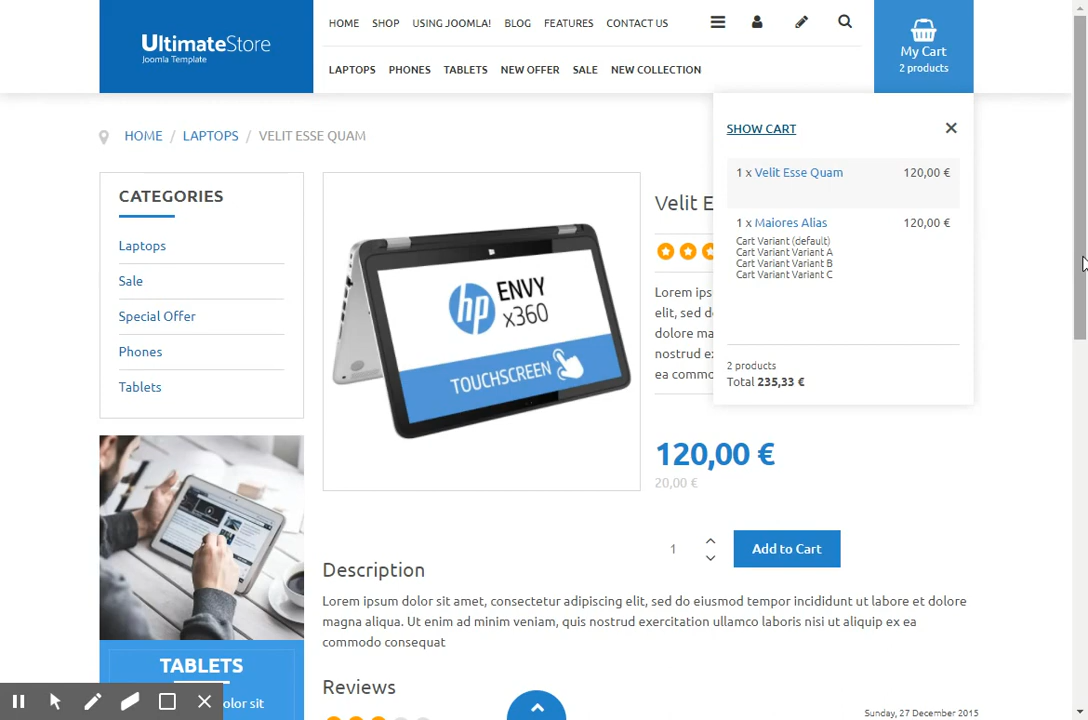 UltimateStore
Joomla Template
HOME SHOP USING JOOMLA! BLOG FEATURES CONTACT US
LAPTOPS PHONES TABLETS NEW OFFER SALE NEW COLLECTION
My Cart
2 products
SHOW CART
1 x Velit Esse Quam 120,00 €
1 x Maiores Alias 120,00 €
Cart Variant (default)
Cart Variant Variant A
Cart Variant Variant B
Cart Variant Variant C
2 products
Total 235,33 €
HOME / LAPTOPS / VELIT ESSE QUAM
CATEGORIES
Laptops
Sale
Special Offer
Phones
Tablets
hp ENVY
x360
TOUCHSCREEN
Velit E
Lorem ips
elit, sed d
dolore ma
nostrud e
ea commo
120,00 €
20,00 €
1
Add to Cart
Description
Lorem ipsum dolor sit amet, consectetur adipiscing elit, sed do eiusmod tempor incididunt ut labore et dolore
magna aliqua. Ut enim ad minim veniam, quis nostrud exercitation ullamco laboris nisi ut aliquip ex ea
commodo consequat
Reviews
TABLETS
olor sit
Sunday, 27 December 2015